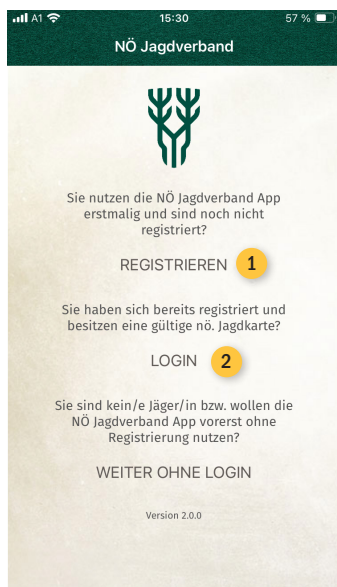 A1 15:30 57 %
NÖ Jagdverband
Sie nutzen die NÖ Jagdverband App
erstmalig und sind noch nicht
registriert?
REGISTRIEREN 1
Sie haben sich bereits registriert und
besitzen eine gültige nö. Jagdkarte?
LOGIN 2
Sie sind kein/e Jäger/in bzw. wollen die
NÖ Jagdverband App vorerst ohne
Registrierung nutzen?
WEITER OHNE LOGIN
Version 2.0.0